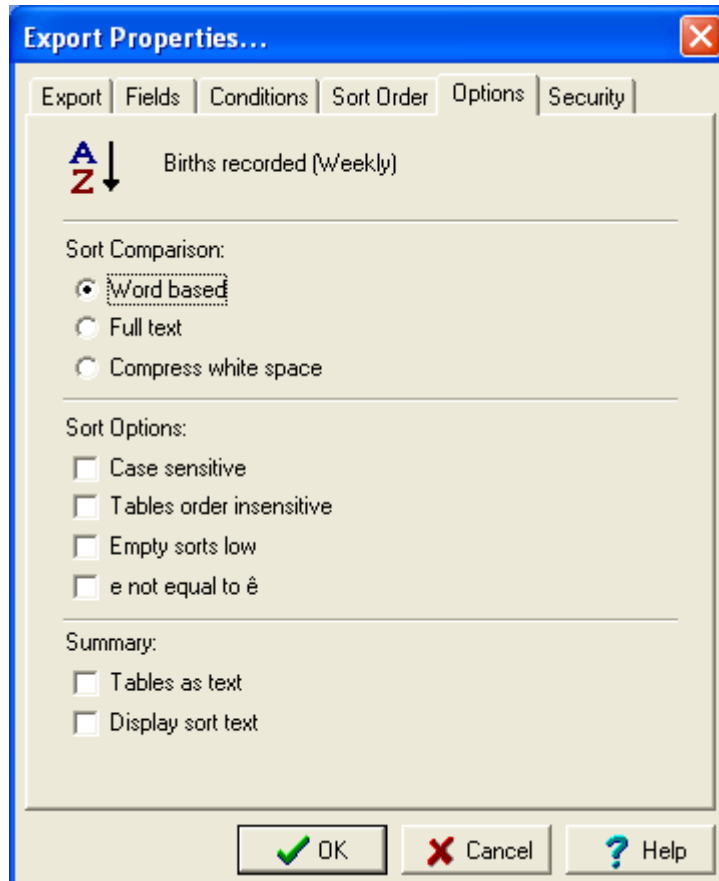 Export Properties...
Export Fields Conditions Sort Order Options Security
A
Z
Births recorded (Weekly)
Sort Comparison:
Word based
Full text
Compress white space
Sort Options:
Case sensitive
Tables order insensitive
Empty sorts low
e not equal to ê
Summary:
Tables as text
Display sort text
OK Cancel ? Help